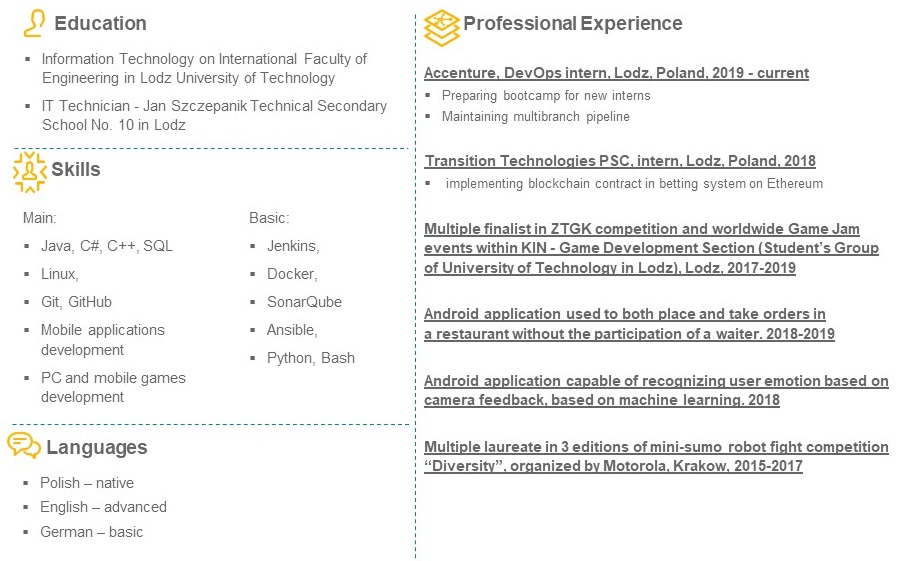 Education
▪ Information Technology on International Faculty of
Engineering in Lodz University of Technology
▪ IT Technician - Jan Szczepanik Technical Secondary
School No. 10 in Lodz
Skills
Main:
▪ Java, C#, C++, SQL
▪ Linux,
▪ Git, GitHub
▪ Mobile applications
development
▪ PC and mobile games
development
Basic:
▪ Jenkins,
▪ Docker,
▪ SonarQube
▪ Ansible,
▪ Python, Bash
Languages
▪ Polish – native
▪ English – advanced
▪ German – basic
Professional Experience
Accenture, DevOps intern, Lodz, Poland, 2019 - current
▪ Preparing bootcamp for new interns
▪ Maintaining multibranch pipeline
Transition Technologies PSC, intern, Lodz, Poland, 2018
▪ implementing blockchain contract in betting system on Ethereum
Multiple finalist in ZTGK competition and worldwide Game Jam
events within KIN - Game Development Section (Student’s Group
of University of Technology in Lodz), Lodz, 2017-2019
Android application used to both place and take orders in
a restaurant without the participation of a waiter. 2018-2019
Android application capable of recognizing user emotion based on
camera feedback, based on machine learning. 2018
Multiple laureate in 3 editions of mini-sumo robot fight competition
“Diversity”, organized by Motorola, Krakow, 2015-2017